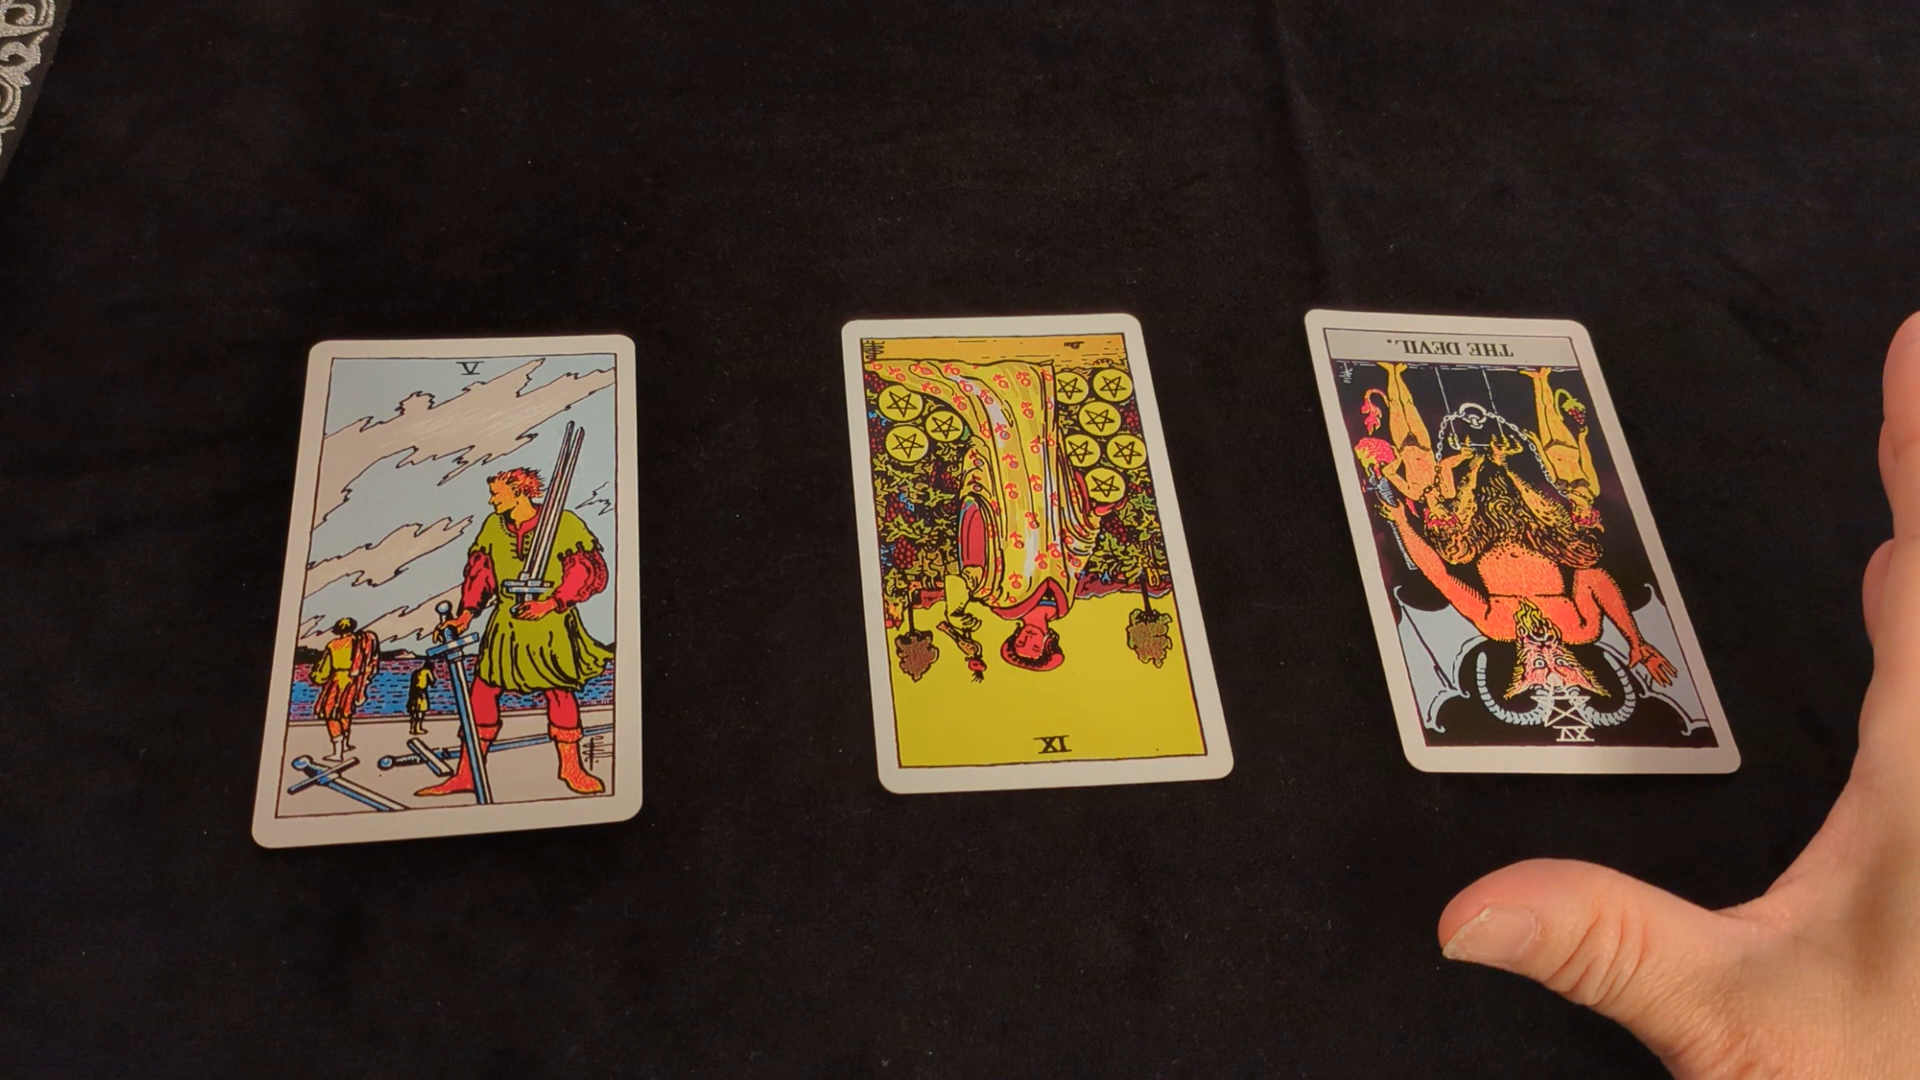 V
IX
THE DEVIL.
XV